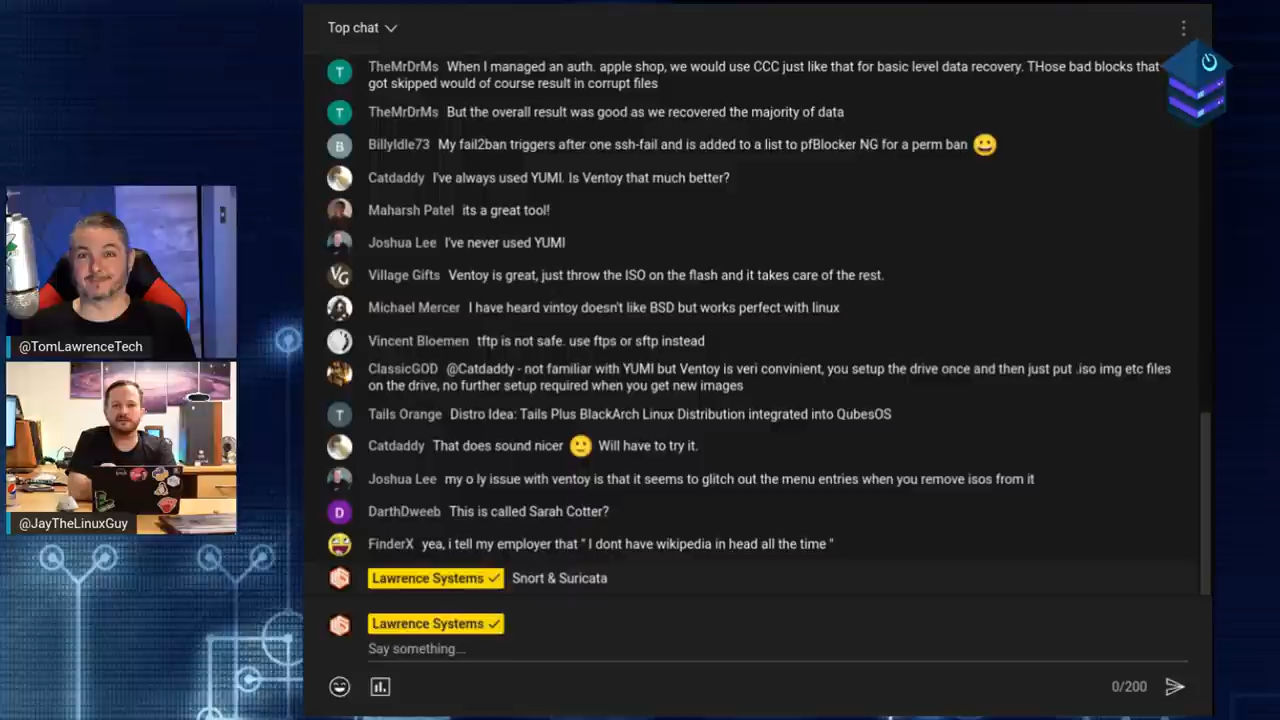 Top chat
TheMrDrMs When I managed an auth. apple shop, we would use CCC just like that for basic level data recovery. THose bad blocks that
got skipped would of course result in corrupt files
TheMrDrMs But the overall result was good as we recovered the majority of data
BillyIdle73 My fail2ban triggers after one ssh-fail and is added to a list to pfBlocker NG for a perm ban 😀
Catdaddy I've always used YUMI. Is Ventoy that much better?
Maharsh Patel its a great tool!
Joshua Lee I've never used YUMI
Village Gifts Ventoy is great, just throw the ISO on the flash and it takes care of the rest.
Michael Mercer I have heard vintoy doesn't like BSD but works perfect with linux
Vincent Bloemen tftp is not safe. use ftps or sftp instead
ClassicGOD @Catdaddy - not familiar with YUMI but Ventoy is veri convinient, you setup the drive once and then just put .iso img etc files
on the drive, no further setup required when you get new images
Tails Orange Distro Idea: Tails Plus BlackArch Linux Distribution integrated into QubesOS
Catdaddy That does sound nicer 🙂 Will have to try it.
Joshua Lee my o ly issue with ventoy is that it seems to glitch out the menu entries when you remove isos from it
DarthDweeb This is called Sarah Cotter?
FinderX yea, i tell my employer that " I dont have wikipedia in head all the time "
Lawrence Systems ✓ Snort & Suricata
Lawrence Systems ✓
Say something...
0/200
@TomLawrenceTech
@JayTheLinuxGuy
T
T
B
VG
T
D